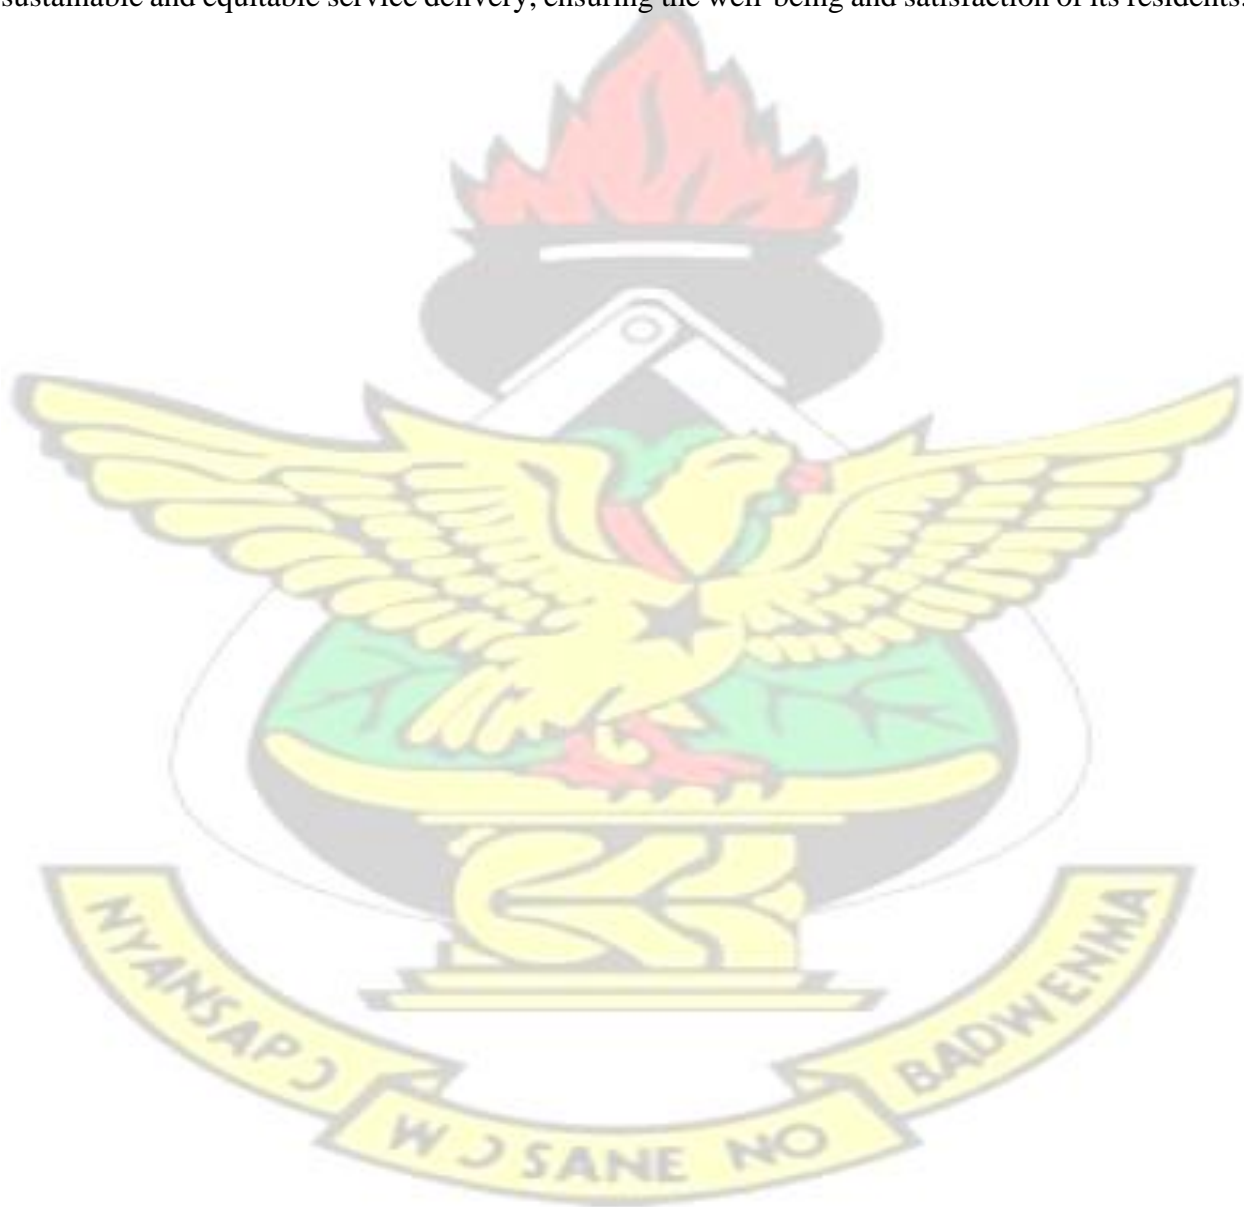 sustainable and equitable service delivery, ensuring the well-being and satisfaction of its residents.
NYANSAPƆ
WƆSANE NO
BADWENMA